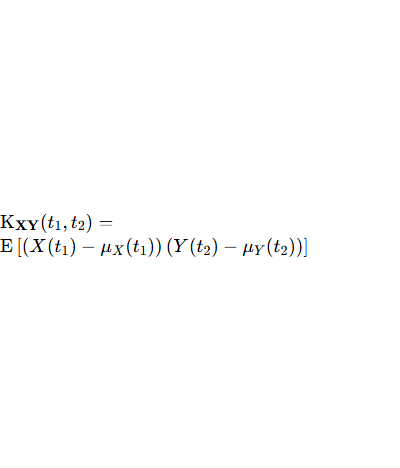 K_XY(t₁, t₂) =
E [(X(t₁) − μ_X(t₁)) (Y(t₂) − μ_Y(t₂))]